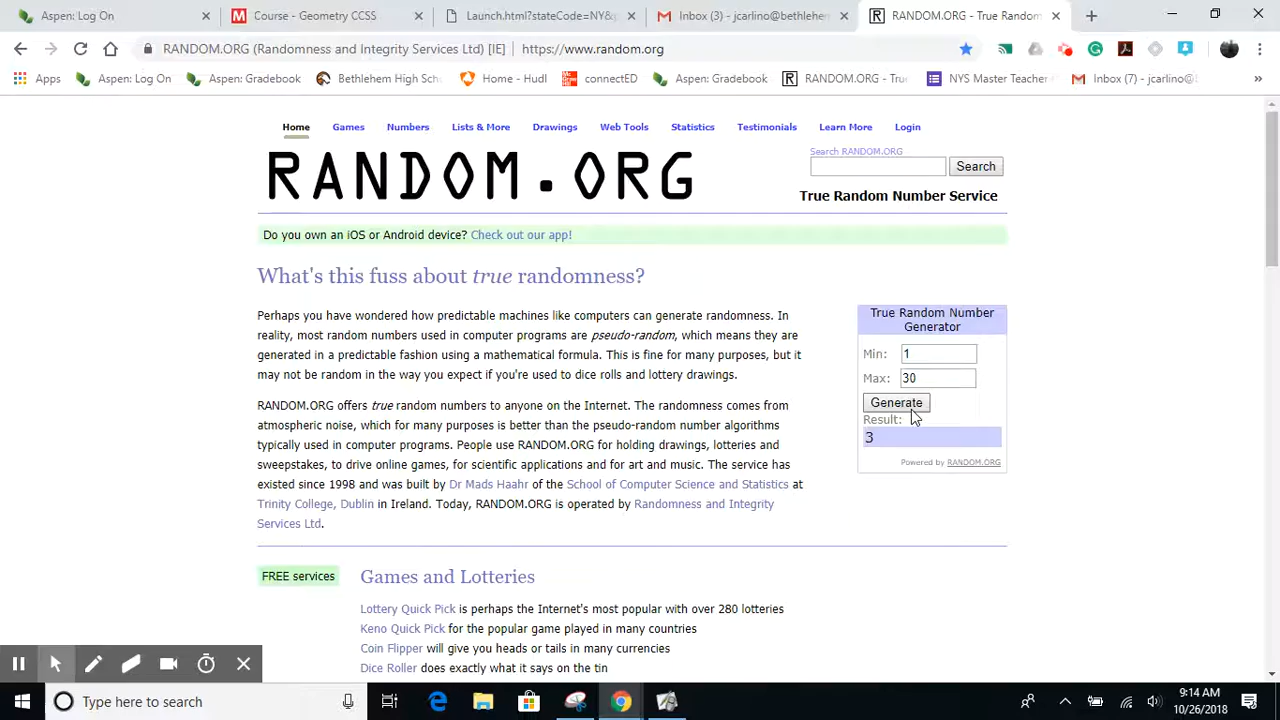 Aspen: Log On
Course - Geometry CCSS
Launch.html?stateCode=NY&
Inbox (3) - jcarlino@bethlehem
RANDOM.ORG - True Random
RANDOM.ORG (Randomness and Integrity Services Ltd) [IE] | https://www.random.org
Apps
Aspen: Log On
Aspen: Gradebook
Bethlehem High Sch
Home - Hudl
connectED
Aspen: Gradebook
RANDOM.ORG - Tru
NYS Master Teacher
Inbox (7) - jcarlino@b
Home Games Numbers Lists & More Drawings Web Tools Statistics Testimonials Learn More Login
RANDOM.ORG
Search RANDOM.ORG
Search
True Random Number Service
Do you own an iOS or Android device? Check out our app!
What's this fuss about true randomness?
Perhaps you have wondered how predictable machines like computers can generate randomness. In
reality, most random numbers used in computer programs are pseudo-random, which means they are
generated in a predictable fashion using a mathematical formula. This is fine for many purposes, but it
may not be random in the way you expect if you're used to dice rolls and lottery drawings.
RANDOM.ORG offers true random numbers to anyone on the Internet. The randomness comes from
atmospheric noise, which for many purposes is better than the pseudo-random number algorithms
typically used in computer programs. People use RANDOM.ORG for holding drawings, lotteries and
sweepstakes, to drive online games, for scientific applications and for art and music. The service has
existed since 1998 and was built by Dr Mads Haahr of the School of Computer Science and Statistics at
Trinity College, Dublin in Ireland. Today, RANDOM.ORG is operated by Randomness and Integrity
Services Ltd.
True Random Number
Generator
Min: 1
Max: 30
Generate
Result:
3
Powered by RANDOM.ORG
FREE services
Games and Lotteries
Lottery Quick Pick is perhaps the Internet's most popular with over 280 lotteries
Keno Quick Pick for the popular game played in many countries
Coin Flipper will give you heads or tails in many currencies
Dice Roller does exactly what it says on the tin
Type here to search
9:14 AM
10/26/2018